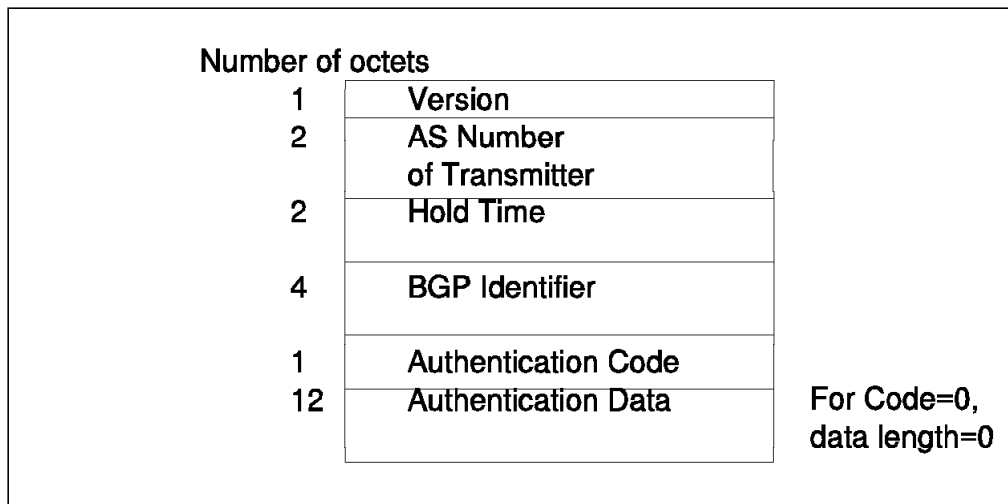 Number of octets
1 Version
2 AS Number
of Transmitter
2 Hold Time
4 BGP Identifier
1 Authentication Code
12 Authentication Data For Code=0,
data length=0